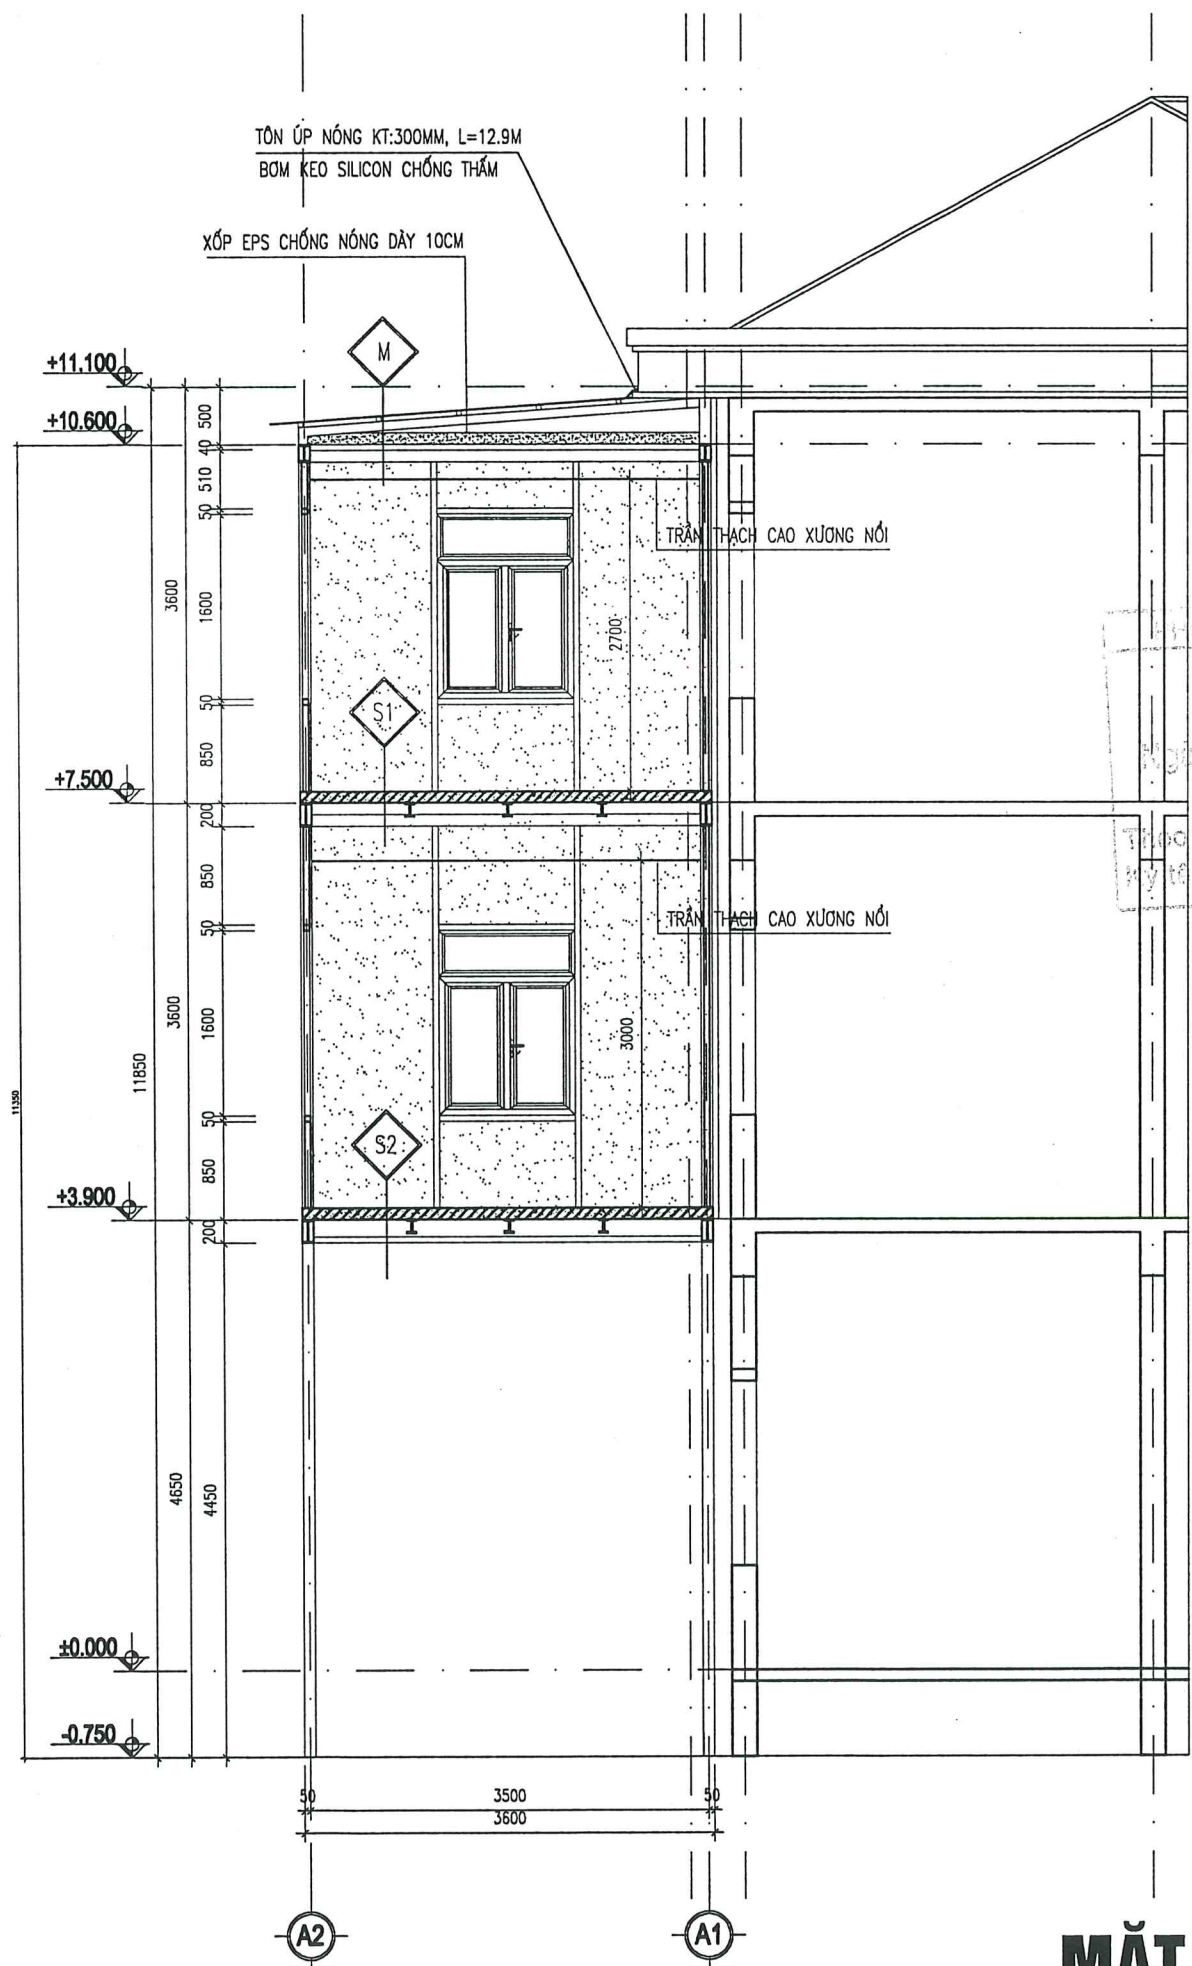 TÔN ÚP NÓNG KT:300MM, L=12.9M
BƠM KEO SILICON CHỐNG THẤM
XỐP EPS CHỐNG NÓNG DÀY 10CM
M
+11.100
+10.600
500
40
510
50
TRẦN THẠCH CAO XƯƠNG NỔI
3600
1600
2700
S1
50
850
+7.500
200
850
TRẦN THẠCH CAO XƯƠNG NỔI
50
3600
1600
3000
11850
11350
50
S2
850
+3.900
200
4650
4450
±0.000
-0.750
50
3500
50
3600
A2
A1
MẶT